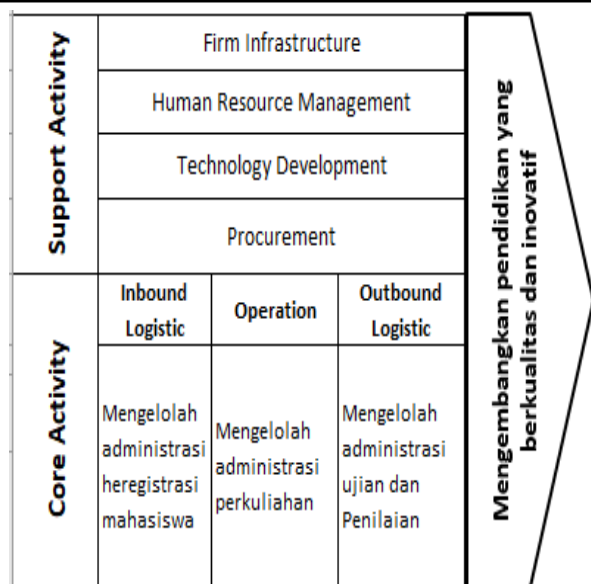 Support Activity
Firm Infrastructure
Human Resource Management
Technology Development
Procurement
Core Activity
Inbound
Logistic
Operation
Outbound
Logistic
Mengelolah
administrasi
heregistrasi
mahasiswa
Mengelolah
administrasi
perkuliahan
Mengelolah
administrasi
ujian dan
Penilaian
Mengembangkan pendidikan yang
berkualitas dan inovatif